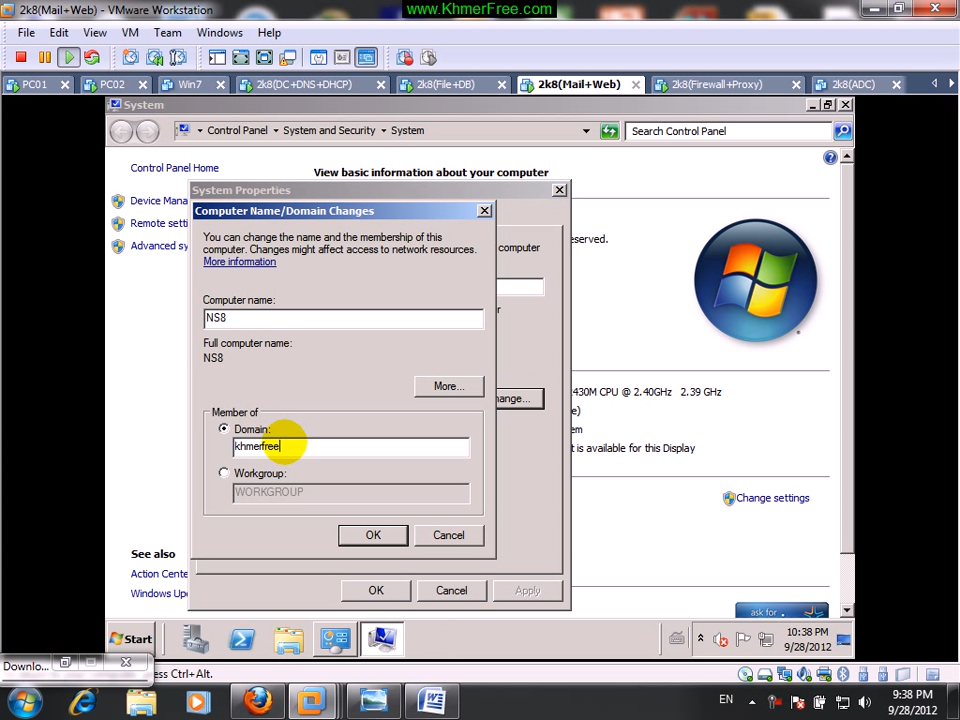 2k8(Mail+Web) - VMware Workstation
www.KhmerFree.com
File Edit View VM Team Windows Help
PC01 PC02 Win7 2k8(DC+DNS+DHCP) 2k8(File+DB) 2k8(Mail+Web) 2k8(Firewall+Proxy) 2k8(ADC)
System
Control Panel System and Security System
Search Control Panel
Control Panel Home
View basic information about your computer
Device Mana
Remote setti
Advanced sy
served.
System Properties
Computer Name/Domain Changes
You can change the name and the membership of this
computer. Changes might affect access to network resources.
More information
computer
Computer name:
NS8
Full computer name:
NS8
More...
hange...
430M CPU @ 2.40GHz 2.39 GHz
em
t is available for this Display
Member of
Domain:
khmerfree
Workgroup:
WORKGROUP
Change settings
OK Cancel
OK Cancel Apply
See also
Action Cente
Windows Up
ask for
Start
10:38 PM
9/28/2012
Downlo...
press Ctrl+Alt.
EN
9:38 PM
9/28/2012